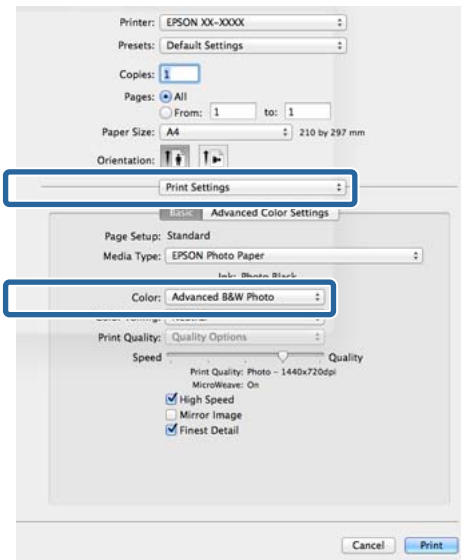 Printer: EPSON XX-XXXX
Presets: Default Settings
Copies: 1
Pages: All
From: 1 to: 1
Paper Size: A4 210 by 297 mm
Orientation:
Print Settings
Basic Advanced Color Settings
Page Setup: Standard
Media Type: EPSON Photo Paper
Ink: Photo Black
Color: Advanced B&W Photo
Color Toning: Neutral
Print Quality: Quality Options
Speed Quality
Print Quality: Photo - 1440x720dpi
MicroWeave: On
High Speed
Mirror Image
Finest Detail
Cancel Print